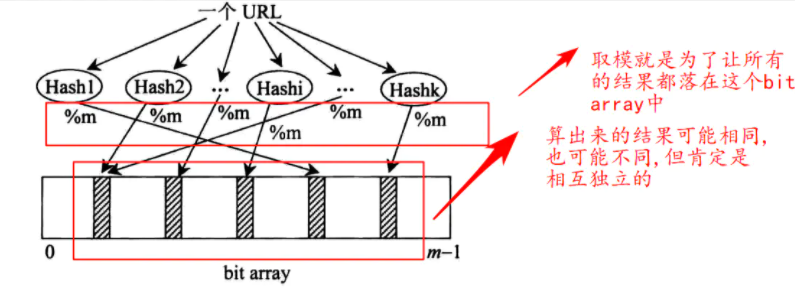 一个 URL
Hash1 Hash2 ... Hashi ... Hashk
%m %m %m %m %m
0 m-1
bit array
取模就是为了让所有
的结果都落在这个bit
array中
算出来的结果可能相同,
也可能不同,但肯定是
相互独立的